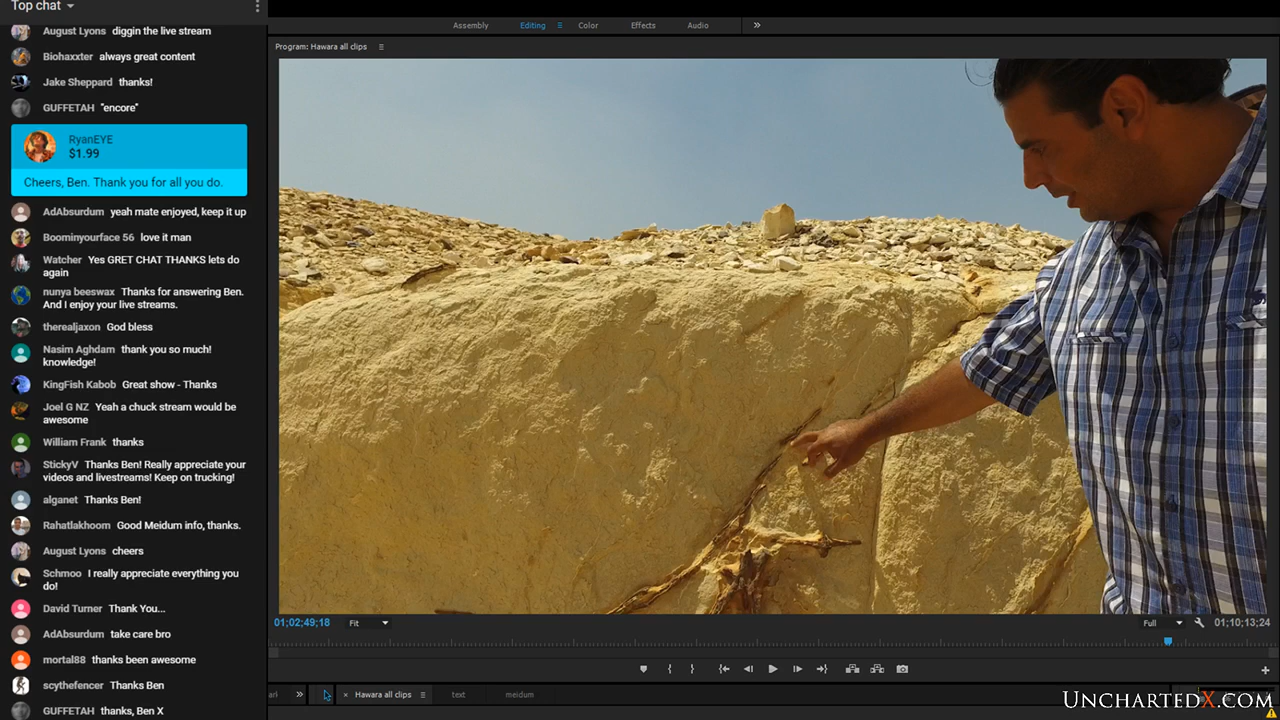 Top chat
August Lyons diggin the live stream
Biohaxxter always great content
Jake Sheppard thanks!
GUFFETAH "encore"
RyanEYE
$1.99
Cheers, Ben. Thank you for all you do.
AdAbsurdum yeah mate enjoyed, keep it up
Boominyourface 56 love it man
Watcher Yes GRET CHAT THANKS lets do
again
nunya beeswax Thanks for answering Ben.
And I enjoy your live streams.
therealjaxon God bless
Nasim Aghdam thank you so much!
knowledge!
KingFish Kabob Great show - Thanks
Joel G NZ Yeah a chuck stream would be
awesome
William Frank thanks
StickyV Thanks Ben! Really appreciate your
videos and livestreams! Keep on trucking!
alganet Thanks Ben!
Rahatlakhoom Good Meidum info, thanks.
August Lyons cheers
Schmoo I really appreciate everything you
do!
David Turner Thank You...
AdAbsurdum take care bro
mortal88 thanks been awesome
scythefencer Thanks Ben
GUFFETAH thanks, Ben X
Assembly Editing Color Effects Audio
Program: Hawara all clips
01;02;49;18 Fit Full 01;10;13;24
Hawara all clips text meidum
UNCHARTEDX.COM